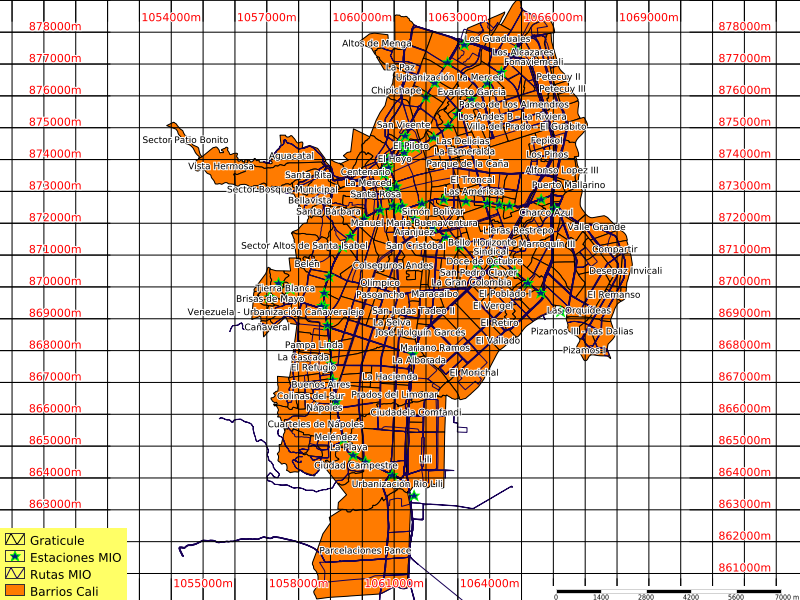 1054000m 1057000m 1060000m 1063000m 1066000m 1069000m
878000m 878000m
877000m 877000m
876000m 876000m
875000m 875000m
874000m 874000m
873000m 873000m
872000m 872000m
871000m 871000m
870000m 870000m
869000m 869000m
868000m 868000m
867000m 867000m
866000m 866000m
865000m 865000m
864000m 864000m
863000m 863000m
862000m 862000m
861000m
Los Guaduales
Altos de Menga
Los Alcazares
Fonaviemcali
La Paz
Urbanización La Merced
Petecuy II
Petecuy III
Chipichape
Evaristo García
Paseo de Los Almendros
Los Andes B - La Riviera
San Vicente
Villa del Prado - El Guabito
Sector Patio Bonito
El Piloto
Las Delicias
Tepicol
La Esmeralda
Los Pinos
Aguacatal
El Hoyo
Vista Hermosa
Parque de la Caña
Alfonso Lopez III
Santa Rita
Centenario
La Merced
El Troncal
Puerto Mallarino
Sector Bosque Municipal
Santa Rosa
Las Américas
Bellavista
Santa Bárbara
Simón Bolívar
Charco Azul
Manuel María Buenaventura
Valle Grande
Aranjuez
Lleras Restrepo
Sector Altos de Santa Isabel
San Cristóbal
Bello Horizonte
Marroquín III
Sindical
Compartir
Belén
Colseguros Andes
Doce de Octubre
San Pedro Claver
Desepaz Invicali
Tierra Blanca
Olímpico
La Gran Colombia
Brisas de Mayo
Pasoancho
Maracaibo
El Poblado I
El Remanso
Venezuela - Urbanización Cañaveralejo
San Judas Tadeo II
El Vergel
Las Orquídeas
Cañaveral
La Selva
El Retiro
José Holguín Garcés
Pizamos III - Las Dalias
Pampa Linda
Mariano Ramos
El Vallado
Pizamos I
La Cascada
La Alborada
El Refugio
La Hacienda
El Morichal
Buenos Aires
Colinas del Sur
Prados del Limonar
Nápoles
Ciudadela Comfandi
Cuarteles de Nápoles
Meléndez
La Playa
Ciudad Campestre
Lili
Urbanización Río Lili
Parcelaciones Pance
Graticule
Estaciones MIO
Rutas MIO
Barrios Cali
1055000m 1058000m 1061000m 1064000m
0 1400 2800 4200 5600 7000 m